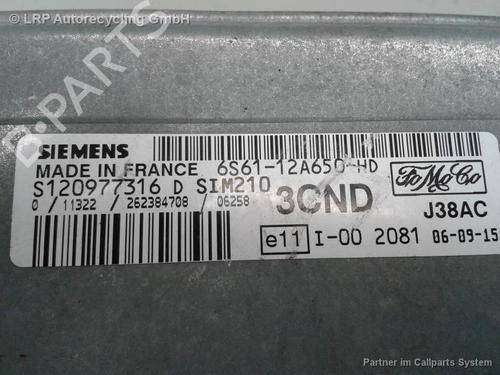 © LRP Autorecycling GmbH
B-PARTS
SIEMENS
MADE IN FRANCE 6S61-12A650-HD
S120977316 D SIM210
0 / 11322 / 262384708 / 06258
3CND
FoMoCo
J38AC
e11 I-00 2081 06-09-15
Partner im Callparts System